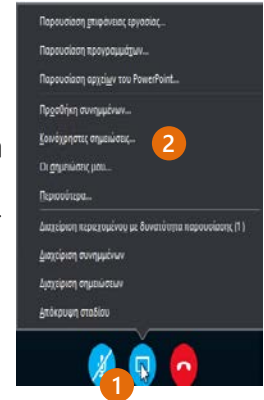 Παρουσίαση επιφάνειας εργασίας...
Παρουσίαση προγραμμάτων...
Παρουσίαση αρχείων του PowerPoint...
Προσθήκη συνημμένων...
Κοινόχρηστες σημειώσεις...
2
Οι σημειώσεις μου...
Περισσότερα...
Διαχείριση περιεχομένου με δυνατότητα παρουσίασης (1)
Διαχείριση συνημμένων
Διαχείριση σημειώσεων
Απόκρυψη σταδίου
1